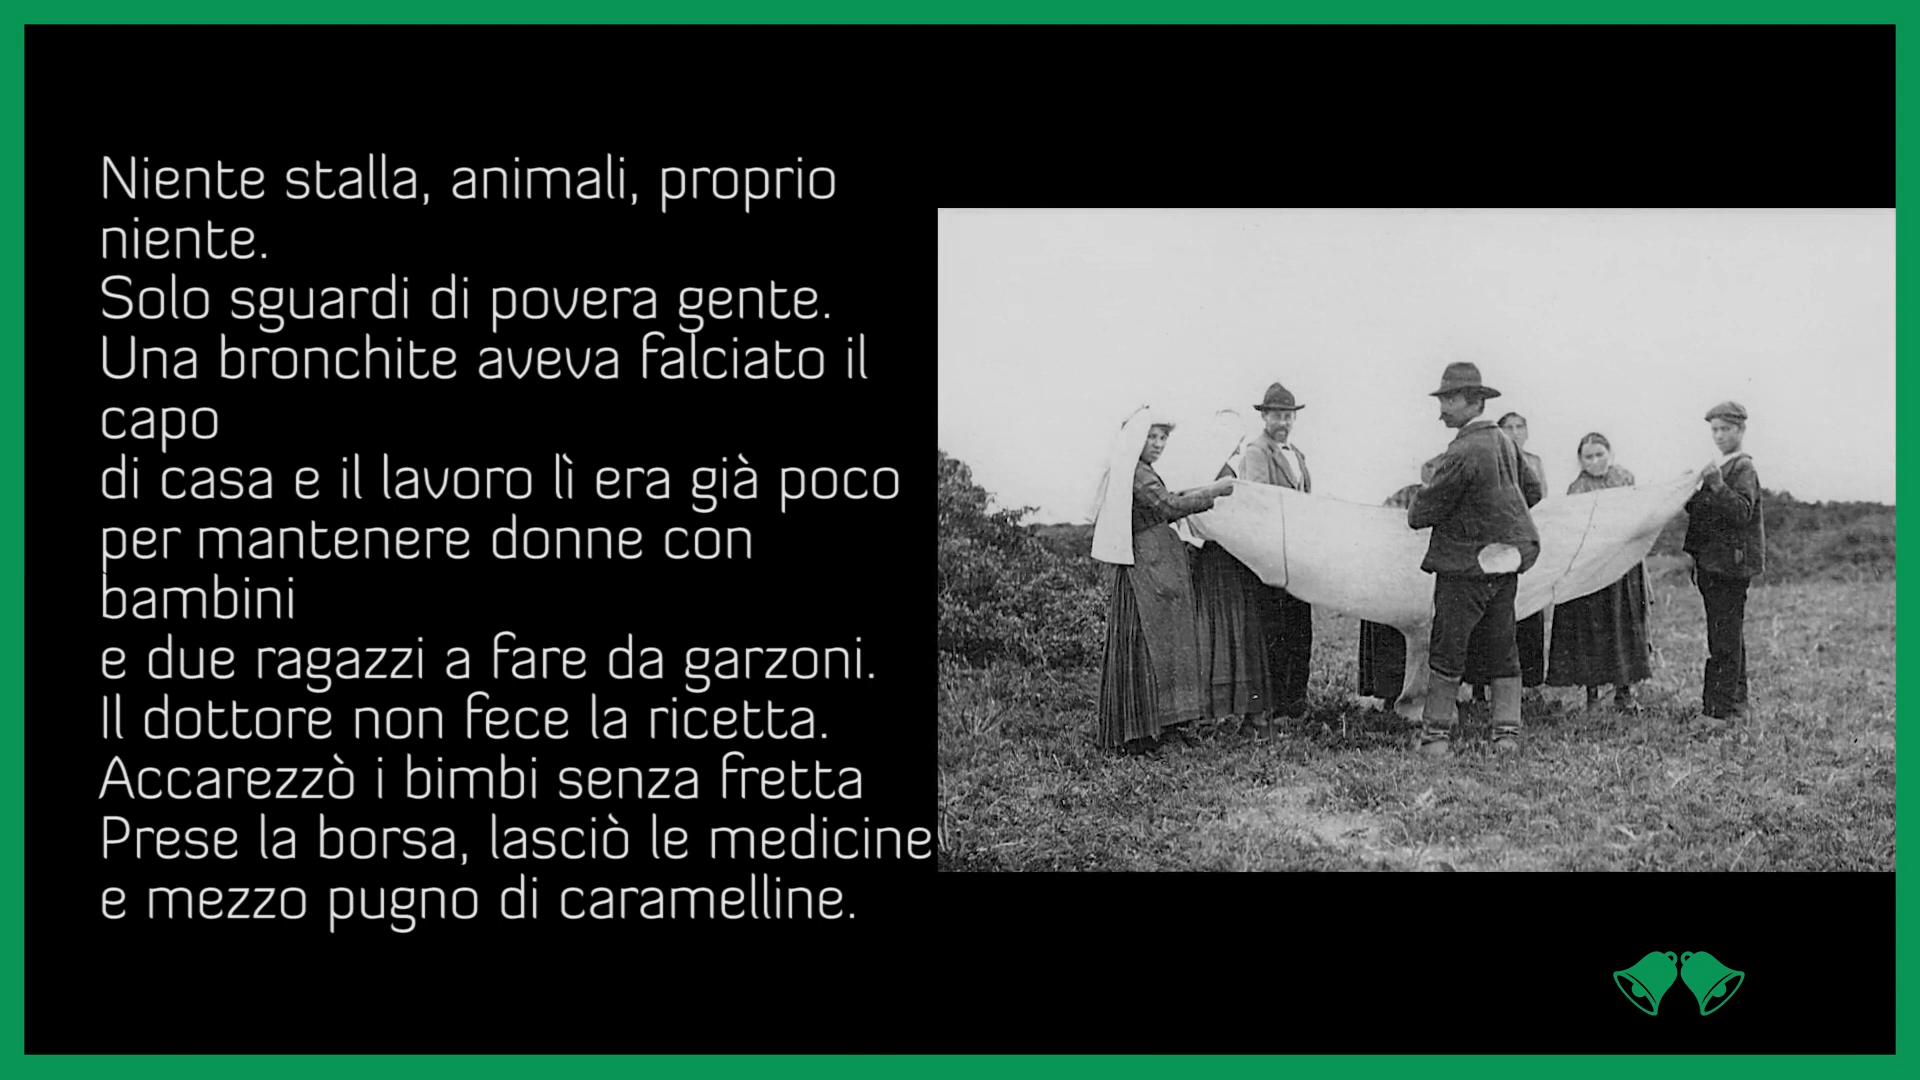 Niente stalla, animali, proprio
niente.
Solo sguardi di povera gente.
Una bronchite aveva falciato il
capo
di casa e il lavoro lì era già poco
per mantenere donne con
bambini
e due ragazzi a fare da garzoni.
Il dottore non fece la ricetta.
Accarezzò i bimbi senza fretta
Prese la borsa, lasciò le medicine
e mezzo pugno di caramelline.